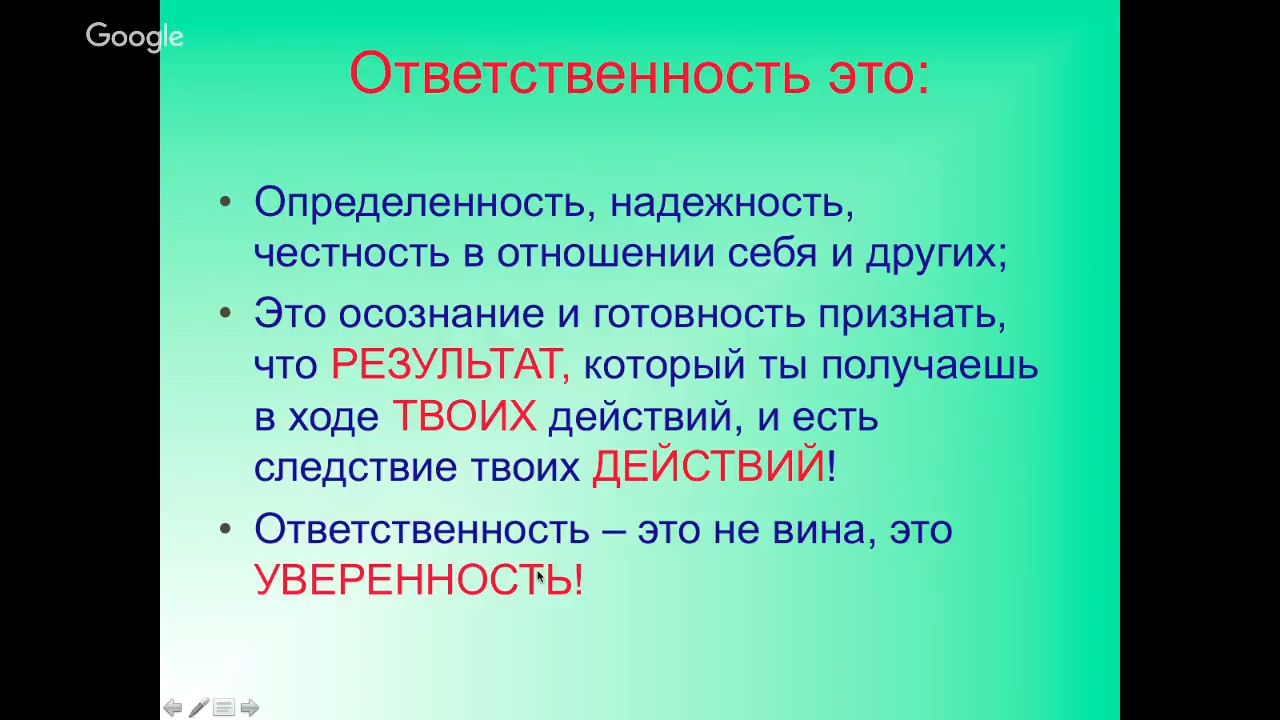 Google
Ответственность это:
• Определенность, надежность,
честность в отношении себя и других;
• Это осознание и готовность признать,
что РЕЗУЛЬТАТ, который ты получаешь
в ходе ТВОИХ действий, и есть
следствие твоих ДЕЙСТВИЙ!
• Ответственность – это не вина, это
УВЕРЕННОСТЬ!